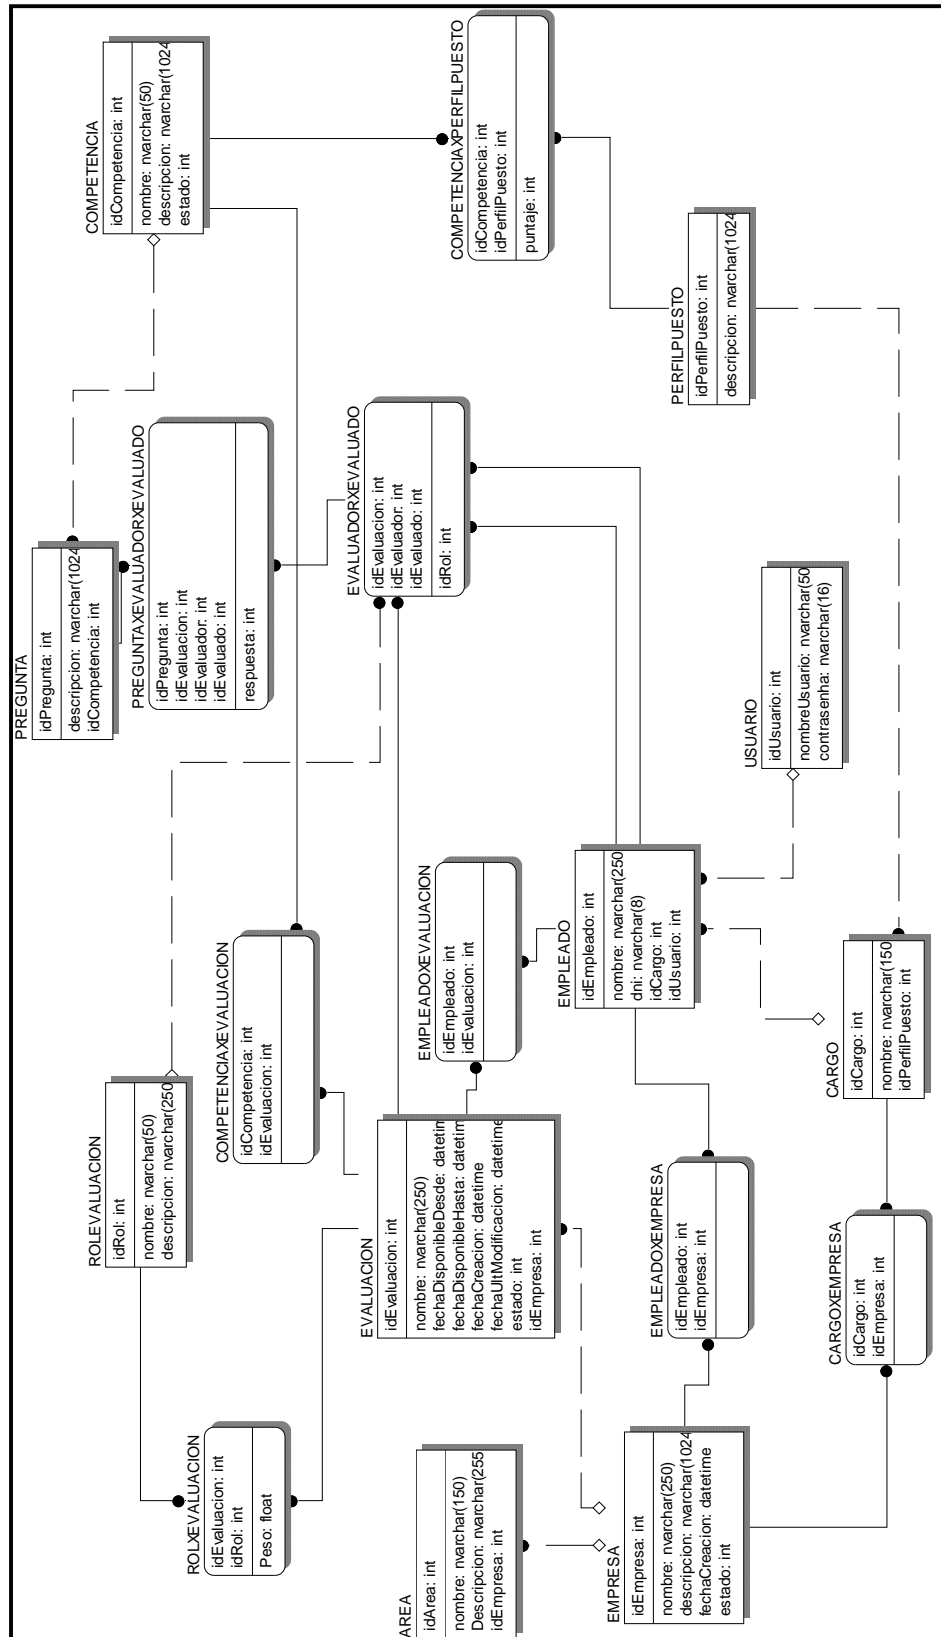 PREGUNTA
idPregunta: int
descripcion: nvarchar(1024
idCompetencia: int
COMPETENCIA
idCompetencia: int
nombre: nvarchar(50)
descripcion: nvarchar(1024
estado: int
ROLEVALUACION
idRol: int
nombre: nvarchar(50)
descripcion: nvarchar(250
PREGUNTAXEVALUADORXEVALUADO
idPregunta: int
idEvaluacion: int
idEvaluador: int
idEvaluado: int
respuesta: int
ROLXEVALUACION
idEvaluacion: int
idRol: int
Peso: float
COMPETENCIAXEVALUACION
idCompetencia: int
idEvaluacion: int
EVALUADORXEVALUADO
idEvaluacion: int
idEvaluador: int
idEvaluado: int
idRol: int
EVALUACION
idEvaluacion: int
nombre: nvarchar(250)
fechaDisponibleDesde: datetim
fechaDisponibleHasta: datetim
fechaCreacion: datetime
fechaUltModificacion: datetime
estado: int
idEmpresa: int
AREA
idArea: int
nombre: nvarchar(150)
Descripcion: nvarchar(255
idEmpresa: int
EMPLEADOXEVALUACION
idEmpleado: int
idEvaluacion: int
COMPETENCIAXPERFILPUESTO
idCompetencia: int
idPerfilPuesto: int
puntaje: int
EMPLEADO
idEmpleado: int
nombre: nvarchar(250
dni: nvarchar(8)
idCargo: int
idUsuario: int
EMPRESA
idEmpresa: int
nombre: nvarchar(250)
descripcion: nvarchar(1024
fechaCreacion: datetime
estado: int
EMPLEADOXEMPRESA
idEmpleado: int
idEmpresa: int
PERFILPUESTO
idPerfilPuesto: int
descripcion: nvarchar(1024
USUARIO
idUsuario: int
nombreUsuario: nvarchar(50
contrasenha: nvarchar(16)
CARGO
idCargo: int
nombre: nvarchar(150
idPerfilPuesto: int
CARGOXEMPRESA
idCargo: int
idEmpresa: int